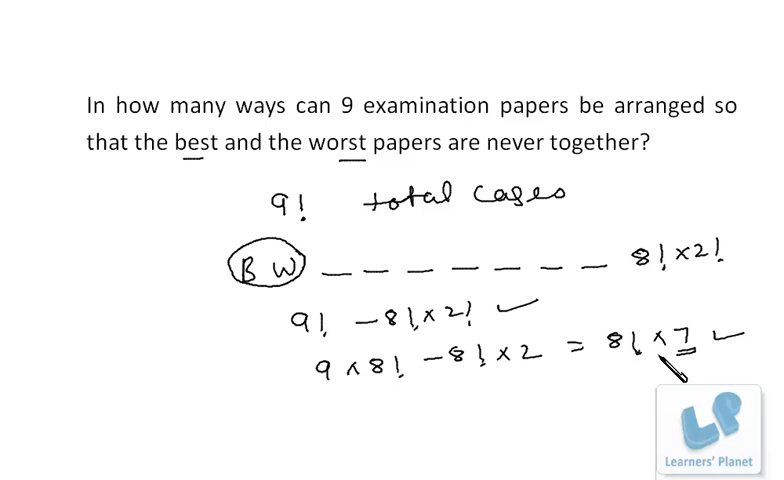 In how many ways can 9 examination papers be arranged so
that the best and the worst papers are never together?
9! total cases
B W _ _ _ _ _ _ _ 8! × 2!
9! - 8! × 2! ✓
9 × 8! - 8! × 2 = 8! × 7 ✓
LP
Learners' Planet